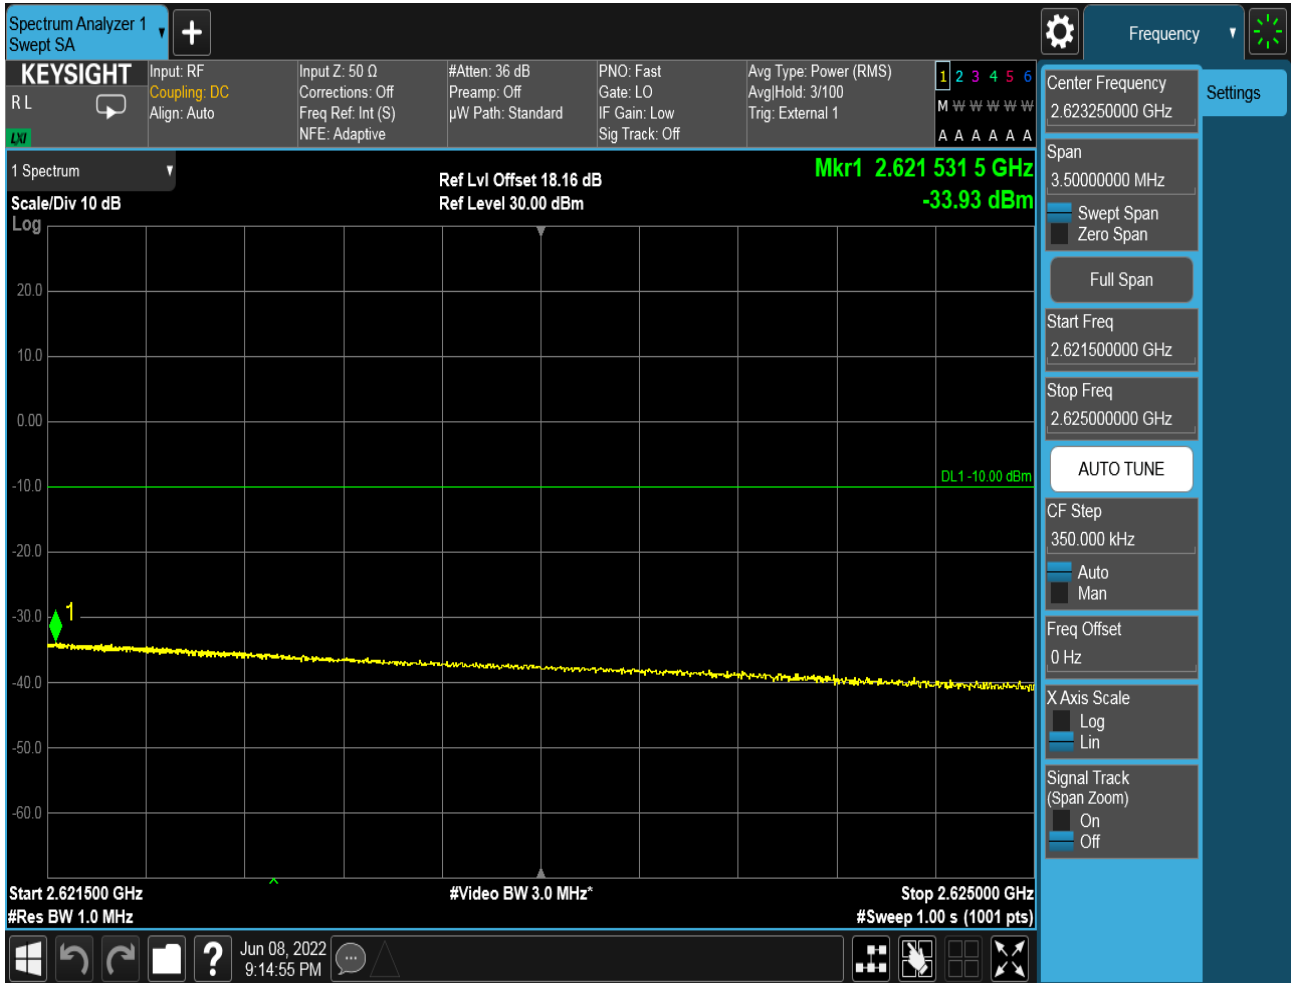 Spectrum Analyzer 1
Swept SA
Frequency
KEYSIGHT
R L
LXI
Input: RF
Coupling: DC
Align: Auto
Input Z: 50 Ω
Corrections: Off
Freq Ref: Int (S)
NFE: Adaptive
#Atten: 36 dB
Preamp: Off
µW Path: Standard
PNO: Fast
Gate: LO
IF Gain: Low
Sig Track: Off
Avg Type: Power (RMS)
Avg|Hold: 3/100
Trig: External 1
1 2 3 4 5 6
M W W W W W
A A A A A A
1 Spectrum
Scale/Div 10 dB
Log
Ref Lvl Offset 18.16 dB
Ref Level 30.00 dBm
Mkr1 2.621 531 5 GHz
-33.93 dBm
20.0
10.0
0.00
-10.0
DL1 -10.00 dBm
-20.0
-30.0
1
-40.0
-50.0
-60.0
Start 2.621500 GHz
#Res BW 1.0 MHz
#Video BW 3.0 MHz*
Stop 2.625000 GHz
#Sweep 1.00 s (1001 pts)
?
Jun 08, 2022
9:14:55 PM
Center Frequency
2.623250000 GHz
Settings
Span
3.50000000 MHz
Swept Span
Zero Span
Full Span
Start Freq
2.621500000 GHz
Stop Freq
2.625000000 GHz
AUTO TUNE
CF Step
350.000 kHz
Auto
Man
Freq Offset
0 Hz
X Axis Scale
Log
Lin
Signal Track
(Span Zoom)
On
Off